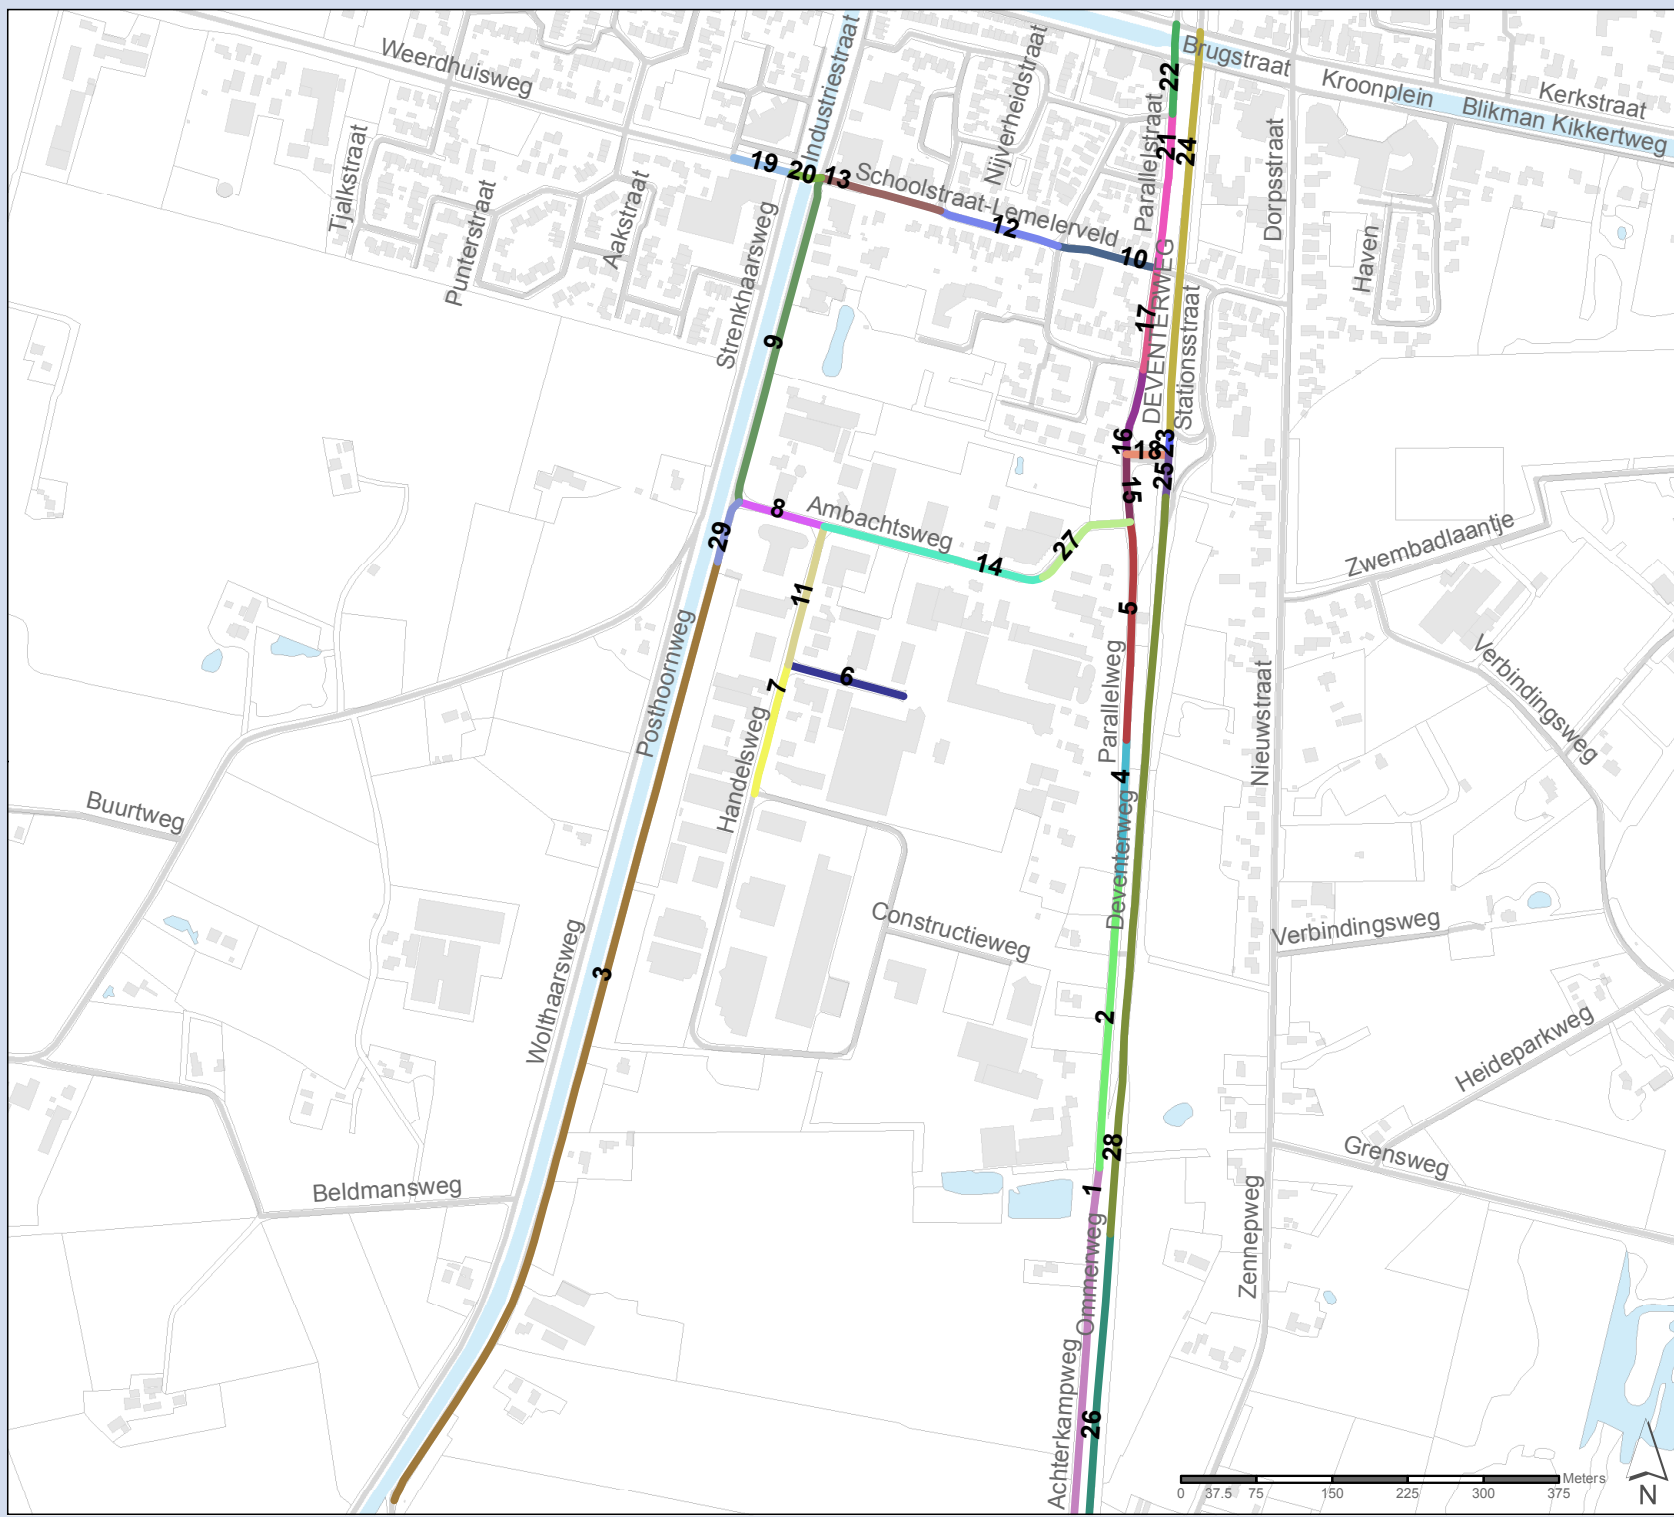 Weerdhuisweg
Industriestraat
Nijverheidstraat
Brugstraat
Kroonplein
Kerkstraat
Blikman Kikkertweg
22
21
24
Parallelstraat
Dorpsstraat
Tjalkstraat
Punterstraat
Aakstraat
Strenkhaarsweg
19
20
13
Schoolstraat-Lemelerveld
12
10
Haven
17
DEVENTERWEG
Stationsstraat
9
16
18
23
25
15
8
Ambachtsweg
29
14
27
Zwembadlaantje
11
5
6
7
Posthoornweg
Handelsweg
Parallelweg
Nieuwstraat
Verbindingsweg
4
Deventerweg
Buurtweg
Constructieweg
Verbindingsweg
3
Wolthaarsweg
2
Heideparkweg
28
1
Grensweg
Beldmansweg
Ommerweg
Zennepweg
Achterkampweg
26
Meters
0 37.5 75 150 225 300 375
N